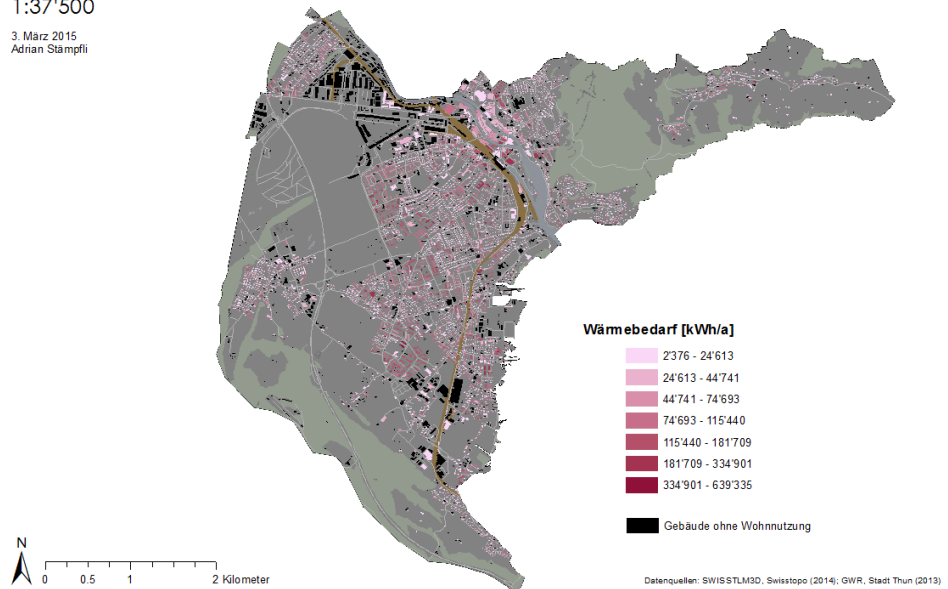 1:37'500
3. März 2015
Adrian Stämpfli
Wärmebedarf [kWh/a]
2'376 - 24'613
24'613 - 44'741
44'741 - 74'693
74'693 - 115'440
115'440 - 181'709
181'709 - 334'901
334'901 - 639'335
Gebäude ohne Wohnnutzung
N
0 0.5 1 2 Kilometer
Datenquellen: SWISSTLM3D, Swisstopo (2014); GWR, Stadt Thun (2013)